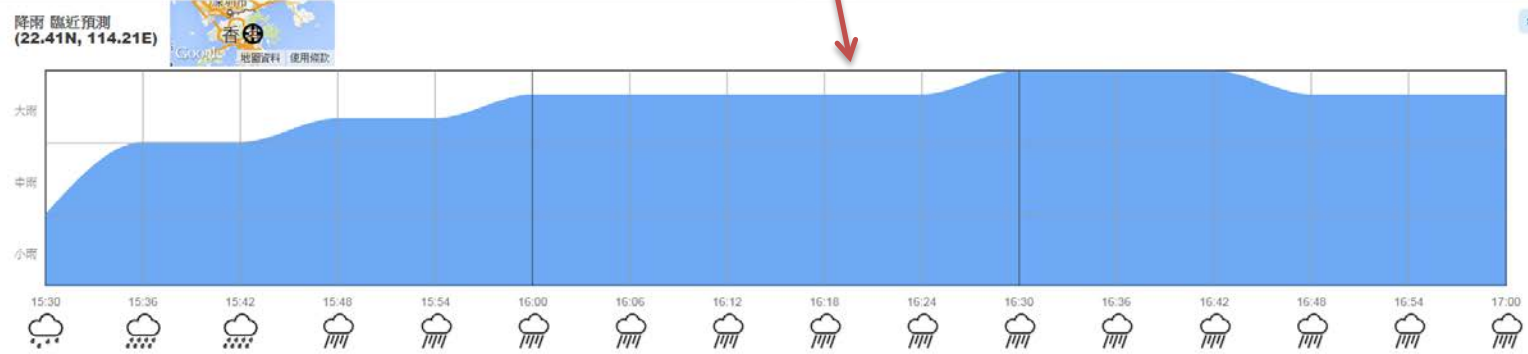 降雨 臨近預測
(22.41N, 114.21E)
香港
Google
地圖資料 使用條款
大雨
中雨
小雨
15:30 15:36 15:42 15:48 15:54 16:00 16:06 16:12 16:18 16:24 16:30 16:36 16:42 16:48 16:54 17:00